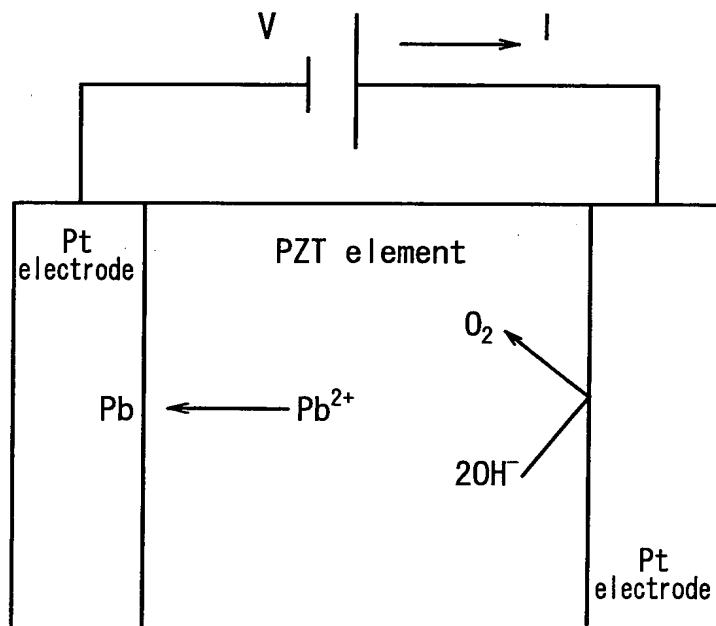 V
I
Pt
electrode
PZT element
O₂
Pb
Pb²⁺
2OH⁻
Pt
electrode